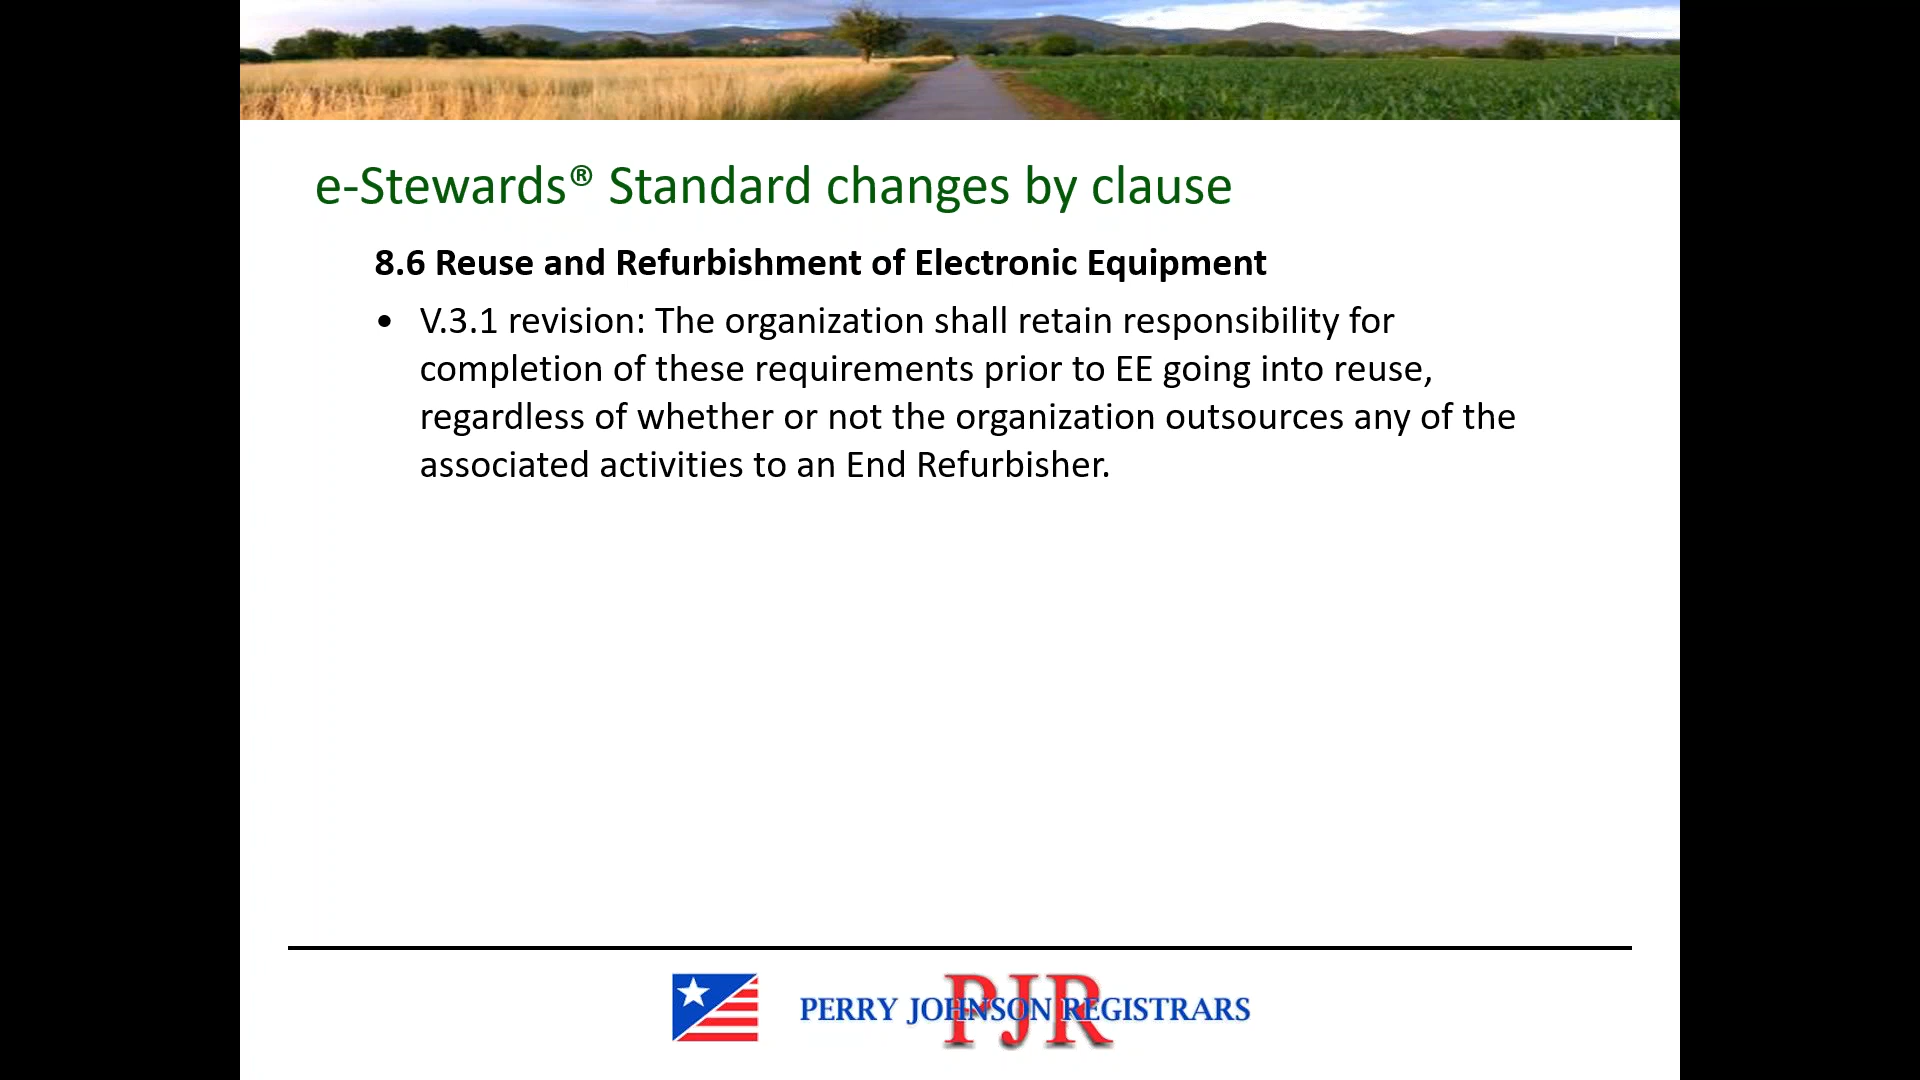 e-Stewards® Standard changes by clause
8.6 Reuse and Refurbishment of Electronic Equipment
• V.3.1 revision: The organization shall retain responsibility for
completion of these requirements prior to EE going into reuse,
regardless of whether or not the organization outsources any of the
associated activities to an End Refurbisher.
PJR
PERRY JOHNSON REGISTRARS